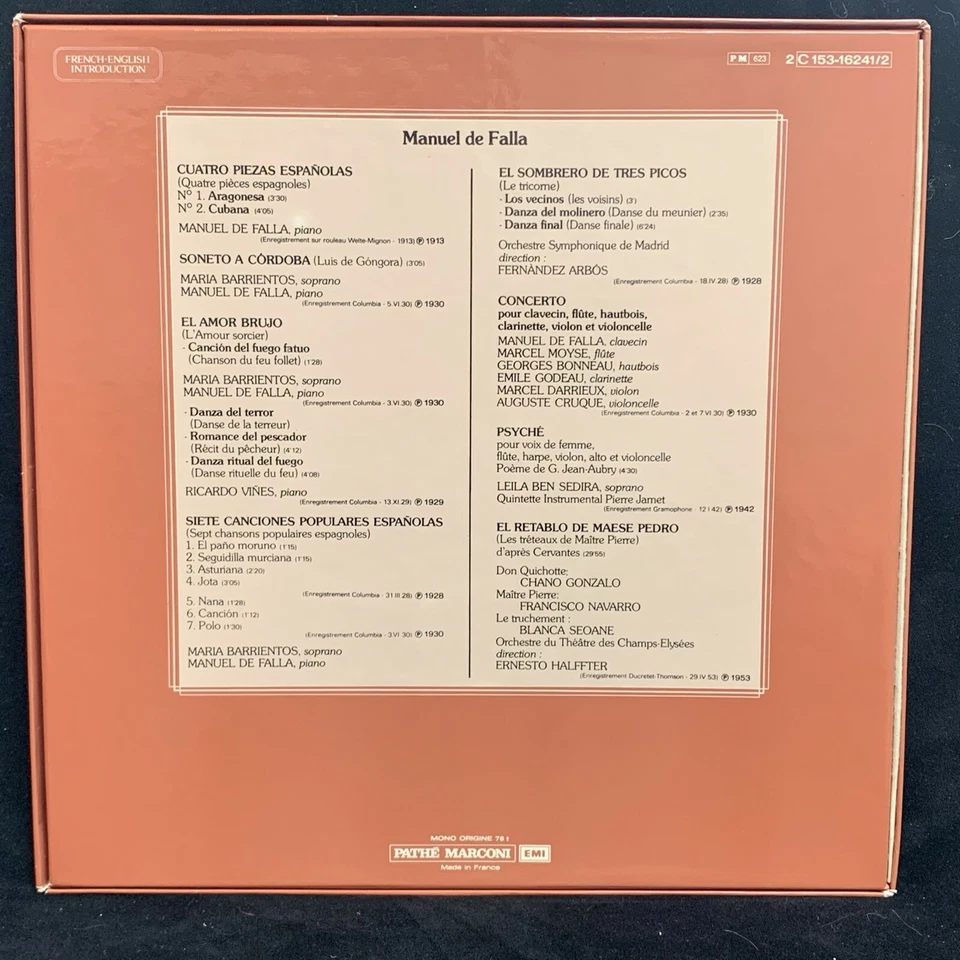 FRENCH-ENGLISH
INTRODUCTION
PM 623 2 C 153-16241/2
Manuel de Falla
CUATRO PIEZAS ESPAÑOLAS
(Quatre pièces espagnoles)
Nº 1. Aragonesa (3'30)
Nº 2. Cubana (4'05)
MANUEL DE FALLA, piano
(Enregistrement sur rouleau Welte-Mignon - 1913) Ⓟ 1913
SONETO A CÓRDOBA (Luis de Góngora) (3'05)
MARIA BARRIENTOS, soprano
MANUEL DE FALLA, piano
(Enregistrement Columbia - 5.VI.30) Ⓟ 1930
EL AMOR BRUJO
(L'Amour sorcier)
- Canción del fuego fatuo
(Chanson du feu follet) (1'28)
MARIA BARRIENTOS, soprano
MANUEL DE FALLA, piano
(Enregistrement Columbia - 3.VI.30) Ⓟ 1930
- Danza del terror
(Danse de la terreur)
- Romance del pescador
(Récit du pêcheur) (4'12)
- Danza ritual del fuego
(Danse rituelle du feu) (4'08)
RICARDO VIÑES, piano
(Enregistrement Columbia - 13.XI.29) Ⓟ 1929
SIETE CANCIONES POPULARES ESPAÑOLAS
(Sept chansons populaires espagnoles)
1. El paño moruno (1'15)
2. Seguidilla murciana (1'15)
3. Asturiana (2'20)
4. Jota (3'05)
(Enregistrement Columbia - 31.III.28) Ⓟ 1928
5. Nana (1'28)
6. Canción (1'12)
7. Polo (1'30)
(Enregistrement Columbia - 3.VI.30) Ⓟ 1930
MARIA BARRIENTOS, soprano
MANUEL DE FALLA, piano
EL SOMBRERO DE TRES PICOS
(Le tricorne)
- Los vecinos (les voisins) (3')
- Danza del molinero (Danse du meunier) (2'35)
- Danza final (Danse finale) (6'24)
Orchestre Symphonique de Madrid
direction :
FERNÀNDEZ ARBÔS
(Enregistrement Columbia - 18.IV.28) Ⓟ 1928
CONCERTO
pour clavecin, flûte, hautbois,
clarinette, violon et violoncelle
MANUEL DE FALLA. clavecin
MARCEL MOYSE, flûte
GEORGES BONNEAU, hautbois
EMILE GODEAU, clarinette
MARCEL DARRIEUX, violon
AUGUSTE CRUQUE, violoncelle
(Enregistrement Columbia - 2 et 7.VI 30) Ⓟ 1930
PSYCHÉ
pour voix de femme,
flûte, harpe, violon, alto et violoncelle
Poème de G. Jean-Aubry (4'30)
LEILA BEN SEDIRA, soprano
Quintette Instrumental Pierre Jamet
(Enregistrement Gramophone - 12 I 42) Ⓟ 1942
EL RETABLO DE MAESE PEDRO
(Les tréteaux de Maître Pierre)
d'après Cervantes (29'55)
Don Quichotte:
CHANO GONZALO
Maître Pierre:
FRANCISCO NAVARRO
Le truchement :
BLANCA SEOANE
Orchestre du Théâtre des Champs-Elysées
direction :
ERNESTO HALFFTER
(Enregistrement Ducretet-Thomson - 29.IV.53) Ⓟ 1953
MONO ORIGINE 78 t
PATHÉ MARCONI EMI
Made in France